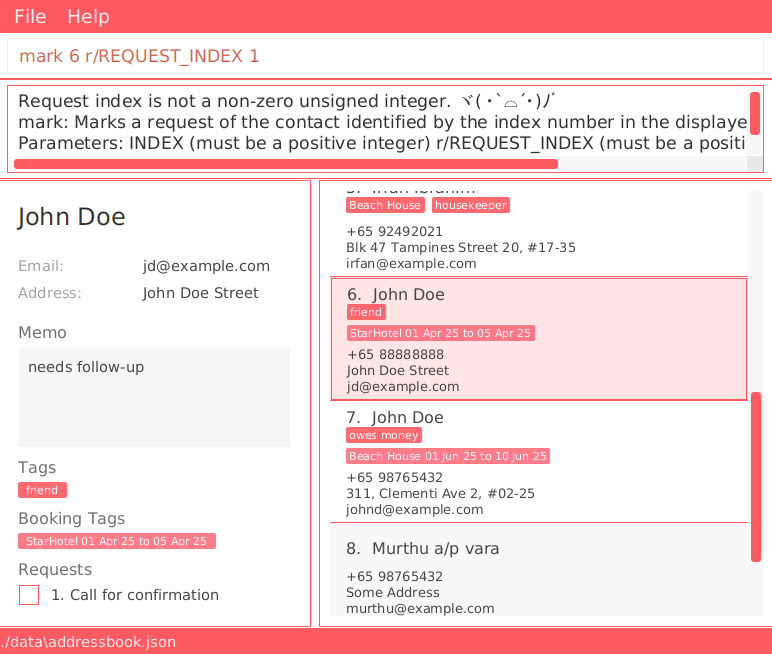 File Help
mark 6 r/REQUEST_INDEX 1
Request index is not a non-zero unsigned integer. ヾ(・`⌓´・)ﾉﾞ
mark: Marks a request of the contact identified by the index number in the displaye
Parameters: INDEX (must be a positive integer) r/REQUEST_INDEX (must be a positi
John Doe
Email: jd@example.com
Address: John Doe Street
Memo
needs follow-up
Tags
friend
Booking Tags
StarHotel 01 Apr 25 to 05 Apr 25
Requests
1. Call for confirmation
5. Irfan Ibrahim
Beach House housekeeper
+65 92492021
Blk 47 Tampines Street 20, #17-35
irfan@example.com
6. John Doe
friend
StarHotel 01 Apr 25 to 05 Apr 25
+65 88888888
John Doe Street
jd@example.com
7. John Doe
owes money
Beach House 01 Jun 25 to 10 Jun 25
+65 98765432
311, Clementi Ave 2, #02-25
johnd@example.com
8. Murthu a/p vara
+65 98765432
Some Address
murthu@example.com
./data\addressbook.json